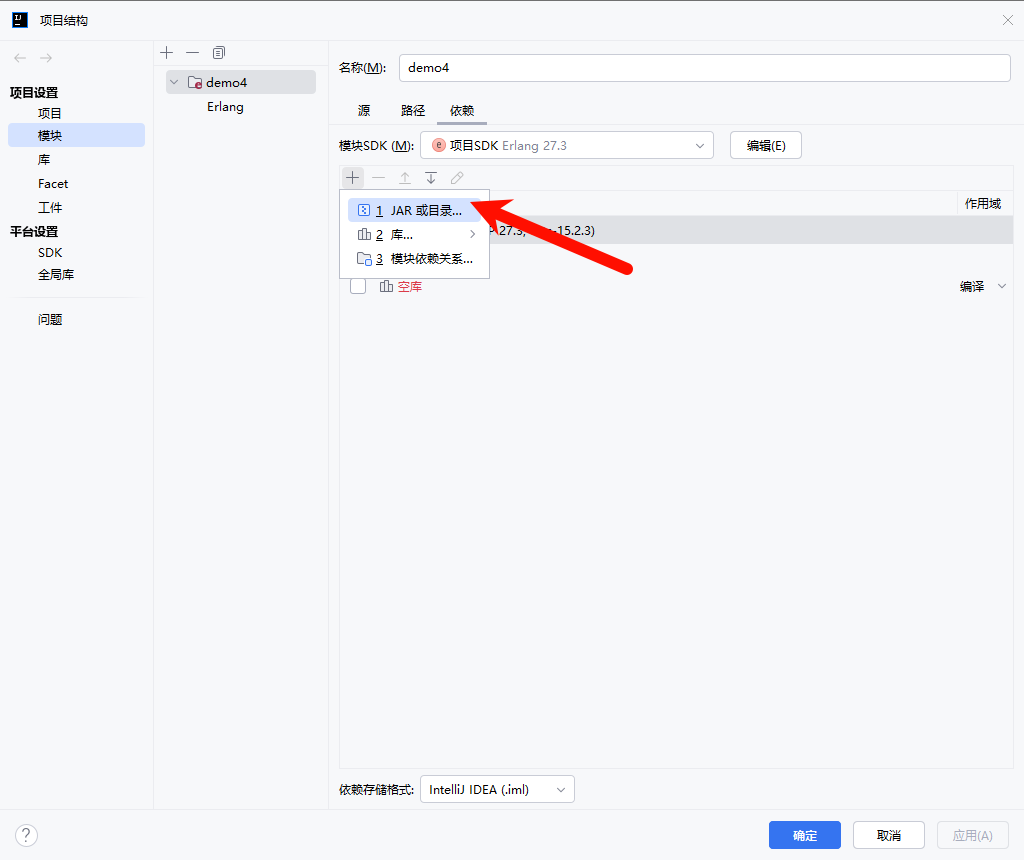 项目结构
项目设置
项目
模块
库
Facet
工件
平台设置
SDK
全局库
问题
demo4
Erlang
名称(M): demo4
源 路径 依赖
模块SDK (M): 项目SDK Erlang 27.3 编辑(E)
作用域
1 JAR 或目录...
27.3, -15.2.3)
2 库...
3 模块依赖关系...
空库 编译
依赖存储格式: IntelliJ IDEA (.iml)
? 确定 取消 应用(A)